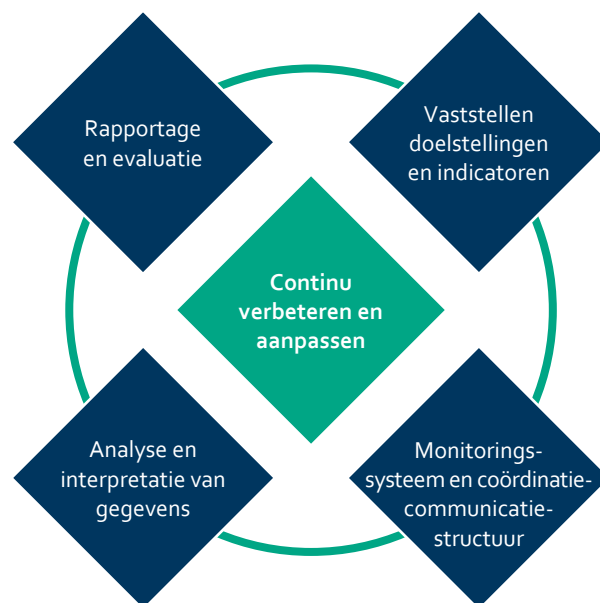 Rapportage
en evaluatie
Vaststellen
doelstellingen
en indicatoren
Continu
verbeteren en
aanpassen
Analyse en
interpretatie van
gegevens
Monitorings-
systeem en coördinatie-
communicatie-
structuur